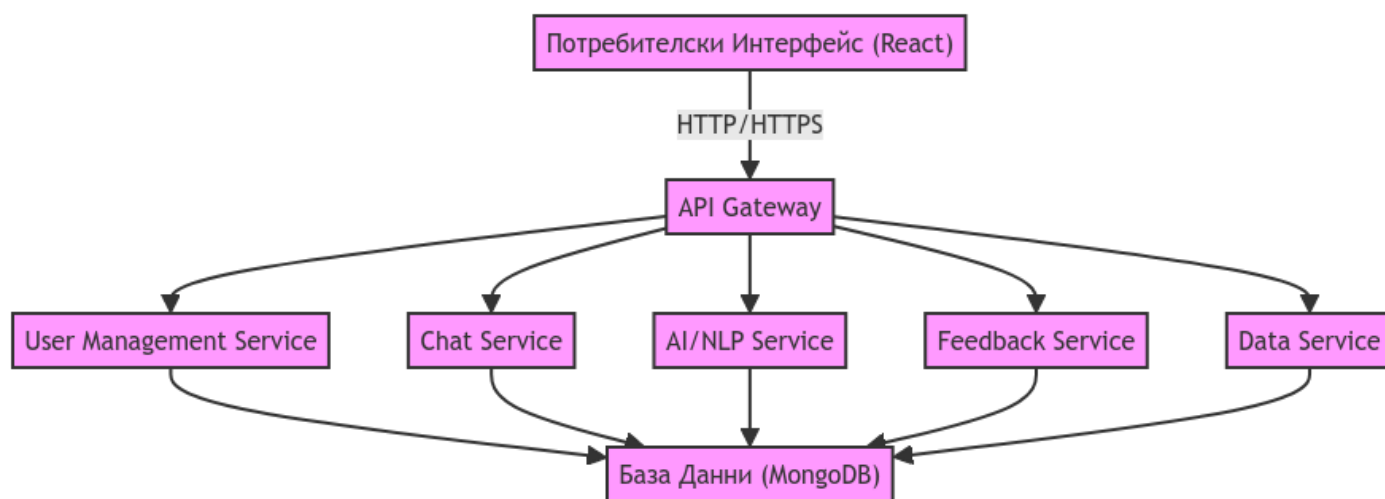 Потребителски Интерфейс (React)
HTTP/HTTPS
API Gateway
User Management Service
Chat Service
AI/NLP Service
Feedback Service
Data Service
База Данни (MongoDB)